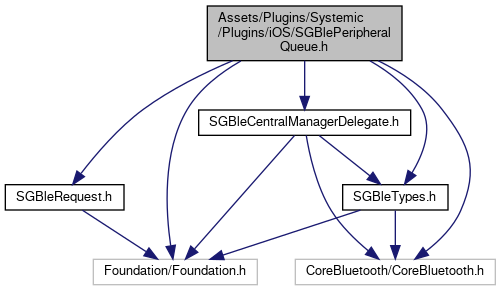 Assets/Plugins/Systemic
/Plugins/iOS/SGBlePeripheral
Queue.h
SGBleCentralManagerDelegate.h
SGBleRequest.h
SGBleTypes.h
Foundation/Foundation.h
CoreBluetooth/CoreBluetooth.h